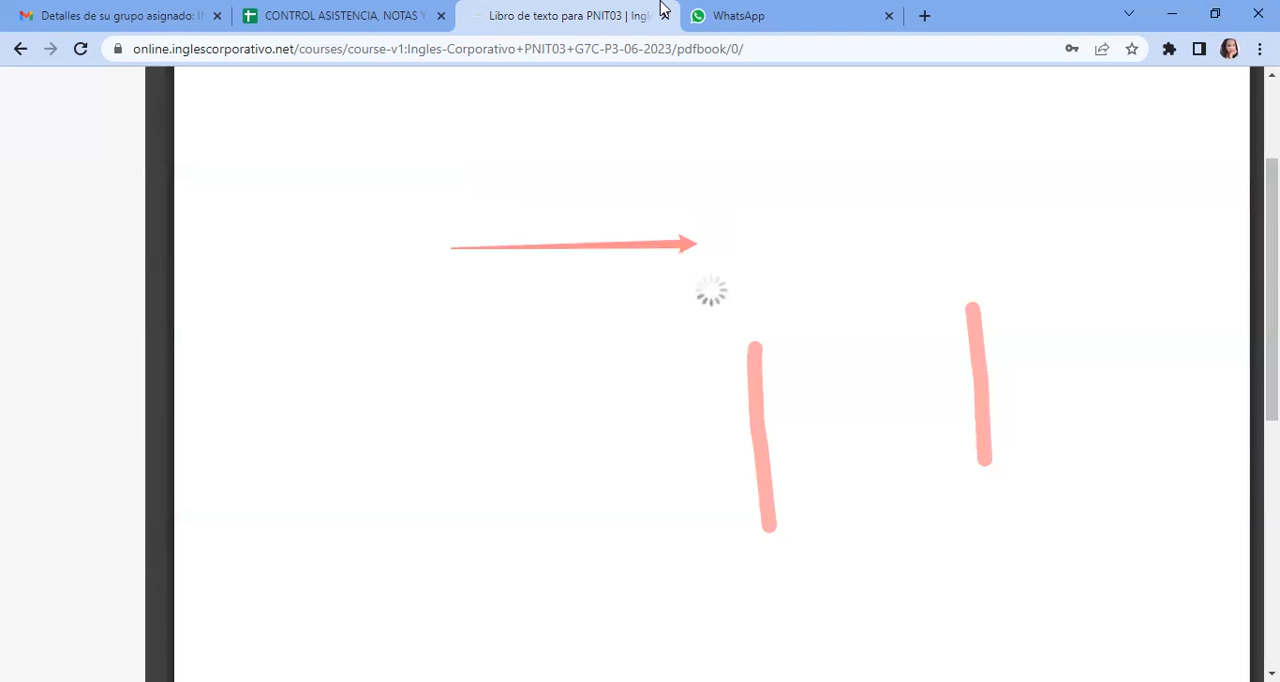 Detalles de su grupo asignado: I
CONTROL ASISTENCIA, NOTAS Y
Libro de texto para PNIT03 | Ingl
WhatsApp
online.inglescorporativo.net/courses/course-v1:Ingles-Corporativo+PNIT03+G7C-P3-06-2023/pdfbook/0/